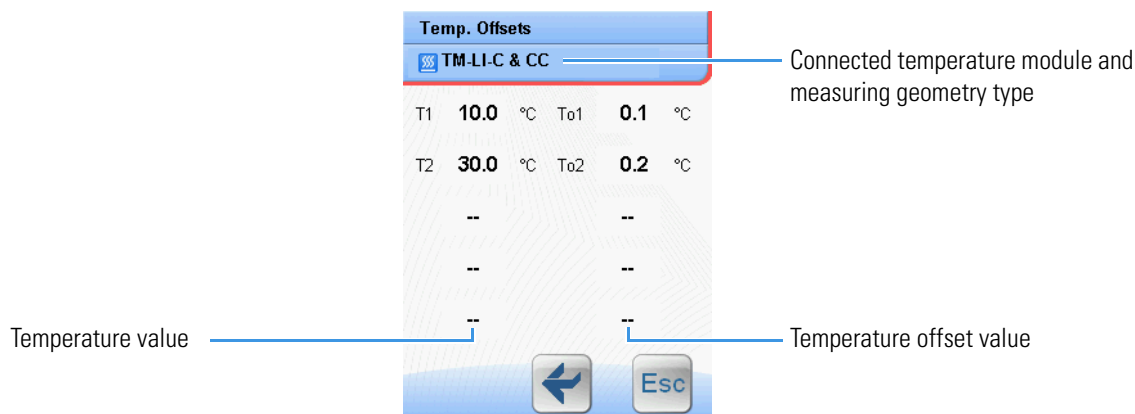 Temp. Offsets
TM-LI-C & CC
Connected temperature module and
measuring geometry type
T1 10.0 °C To1 0.1 °C
T2 30.0 °C To2 0.2 °C
-- --
-- --
Temperature value -- -- Temperature offset value
Esc